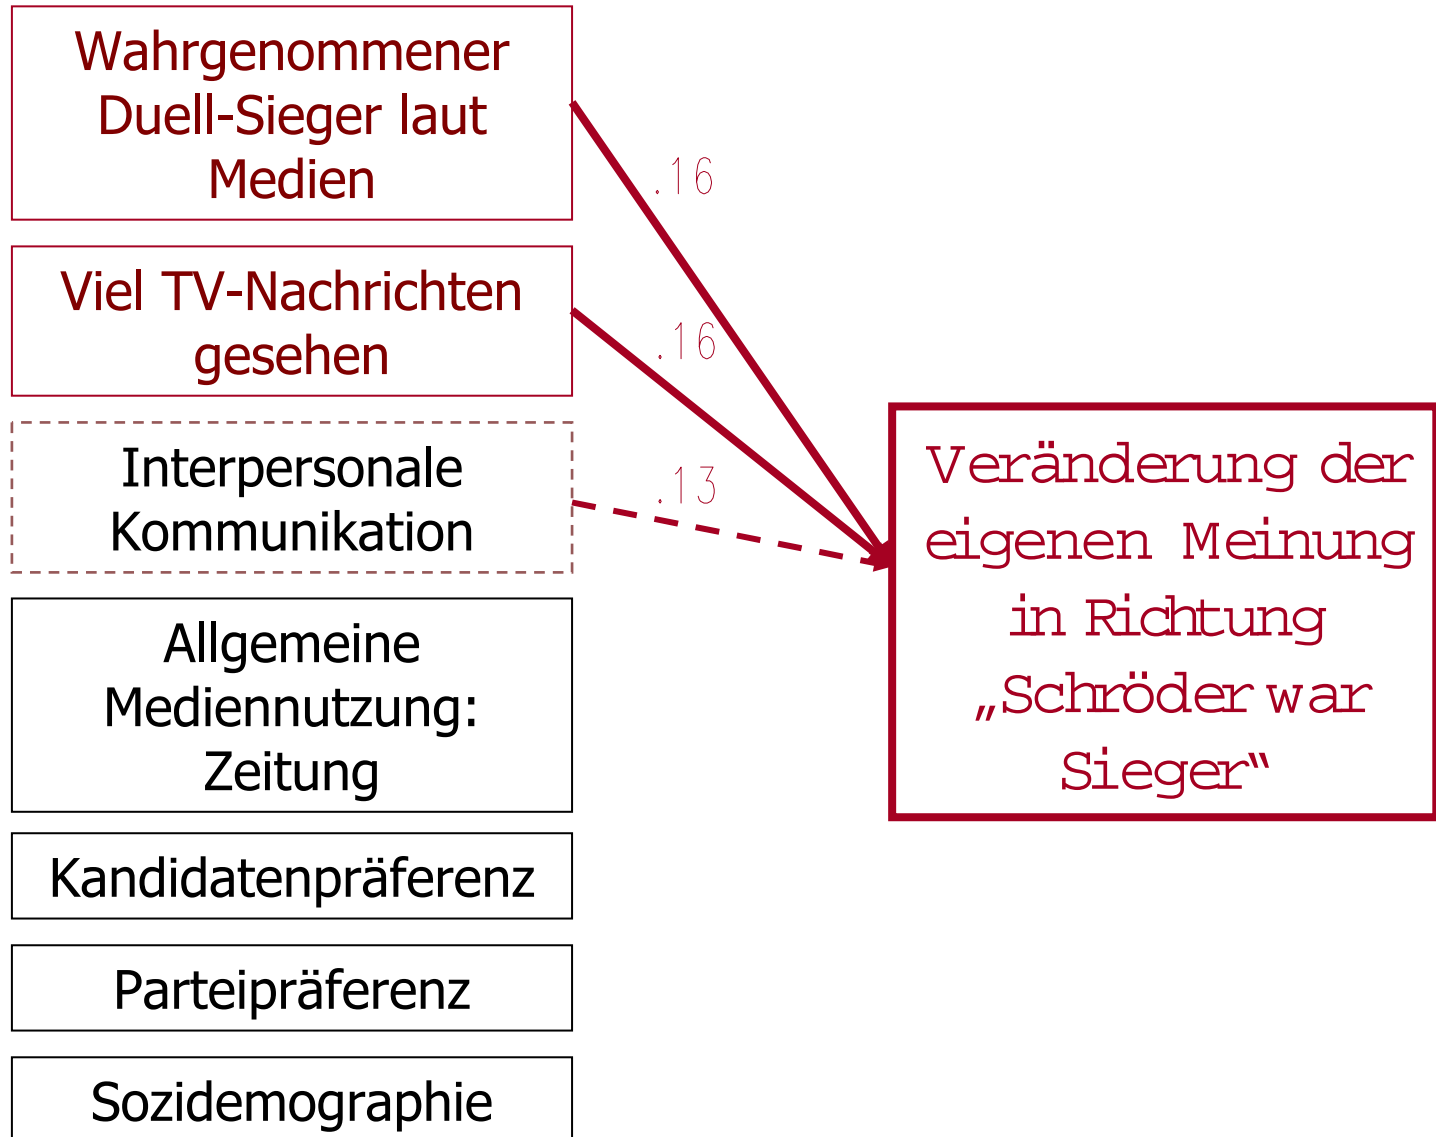 Wahrgenommener
Duell-Sieger laut
Medien
.16
Viel TV-Nachrichten
gesehen
.16
Interpersonale
Kommunikation
.13
Allgemeine
Mediennutzung:
Zeitung
Kandidatenpräferenz
Parteipräferenz
Sozidemographie
Veränderung der
eigenen Meinung
in Richtung
„Schröder war
Sieger“